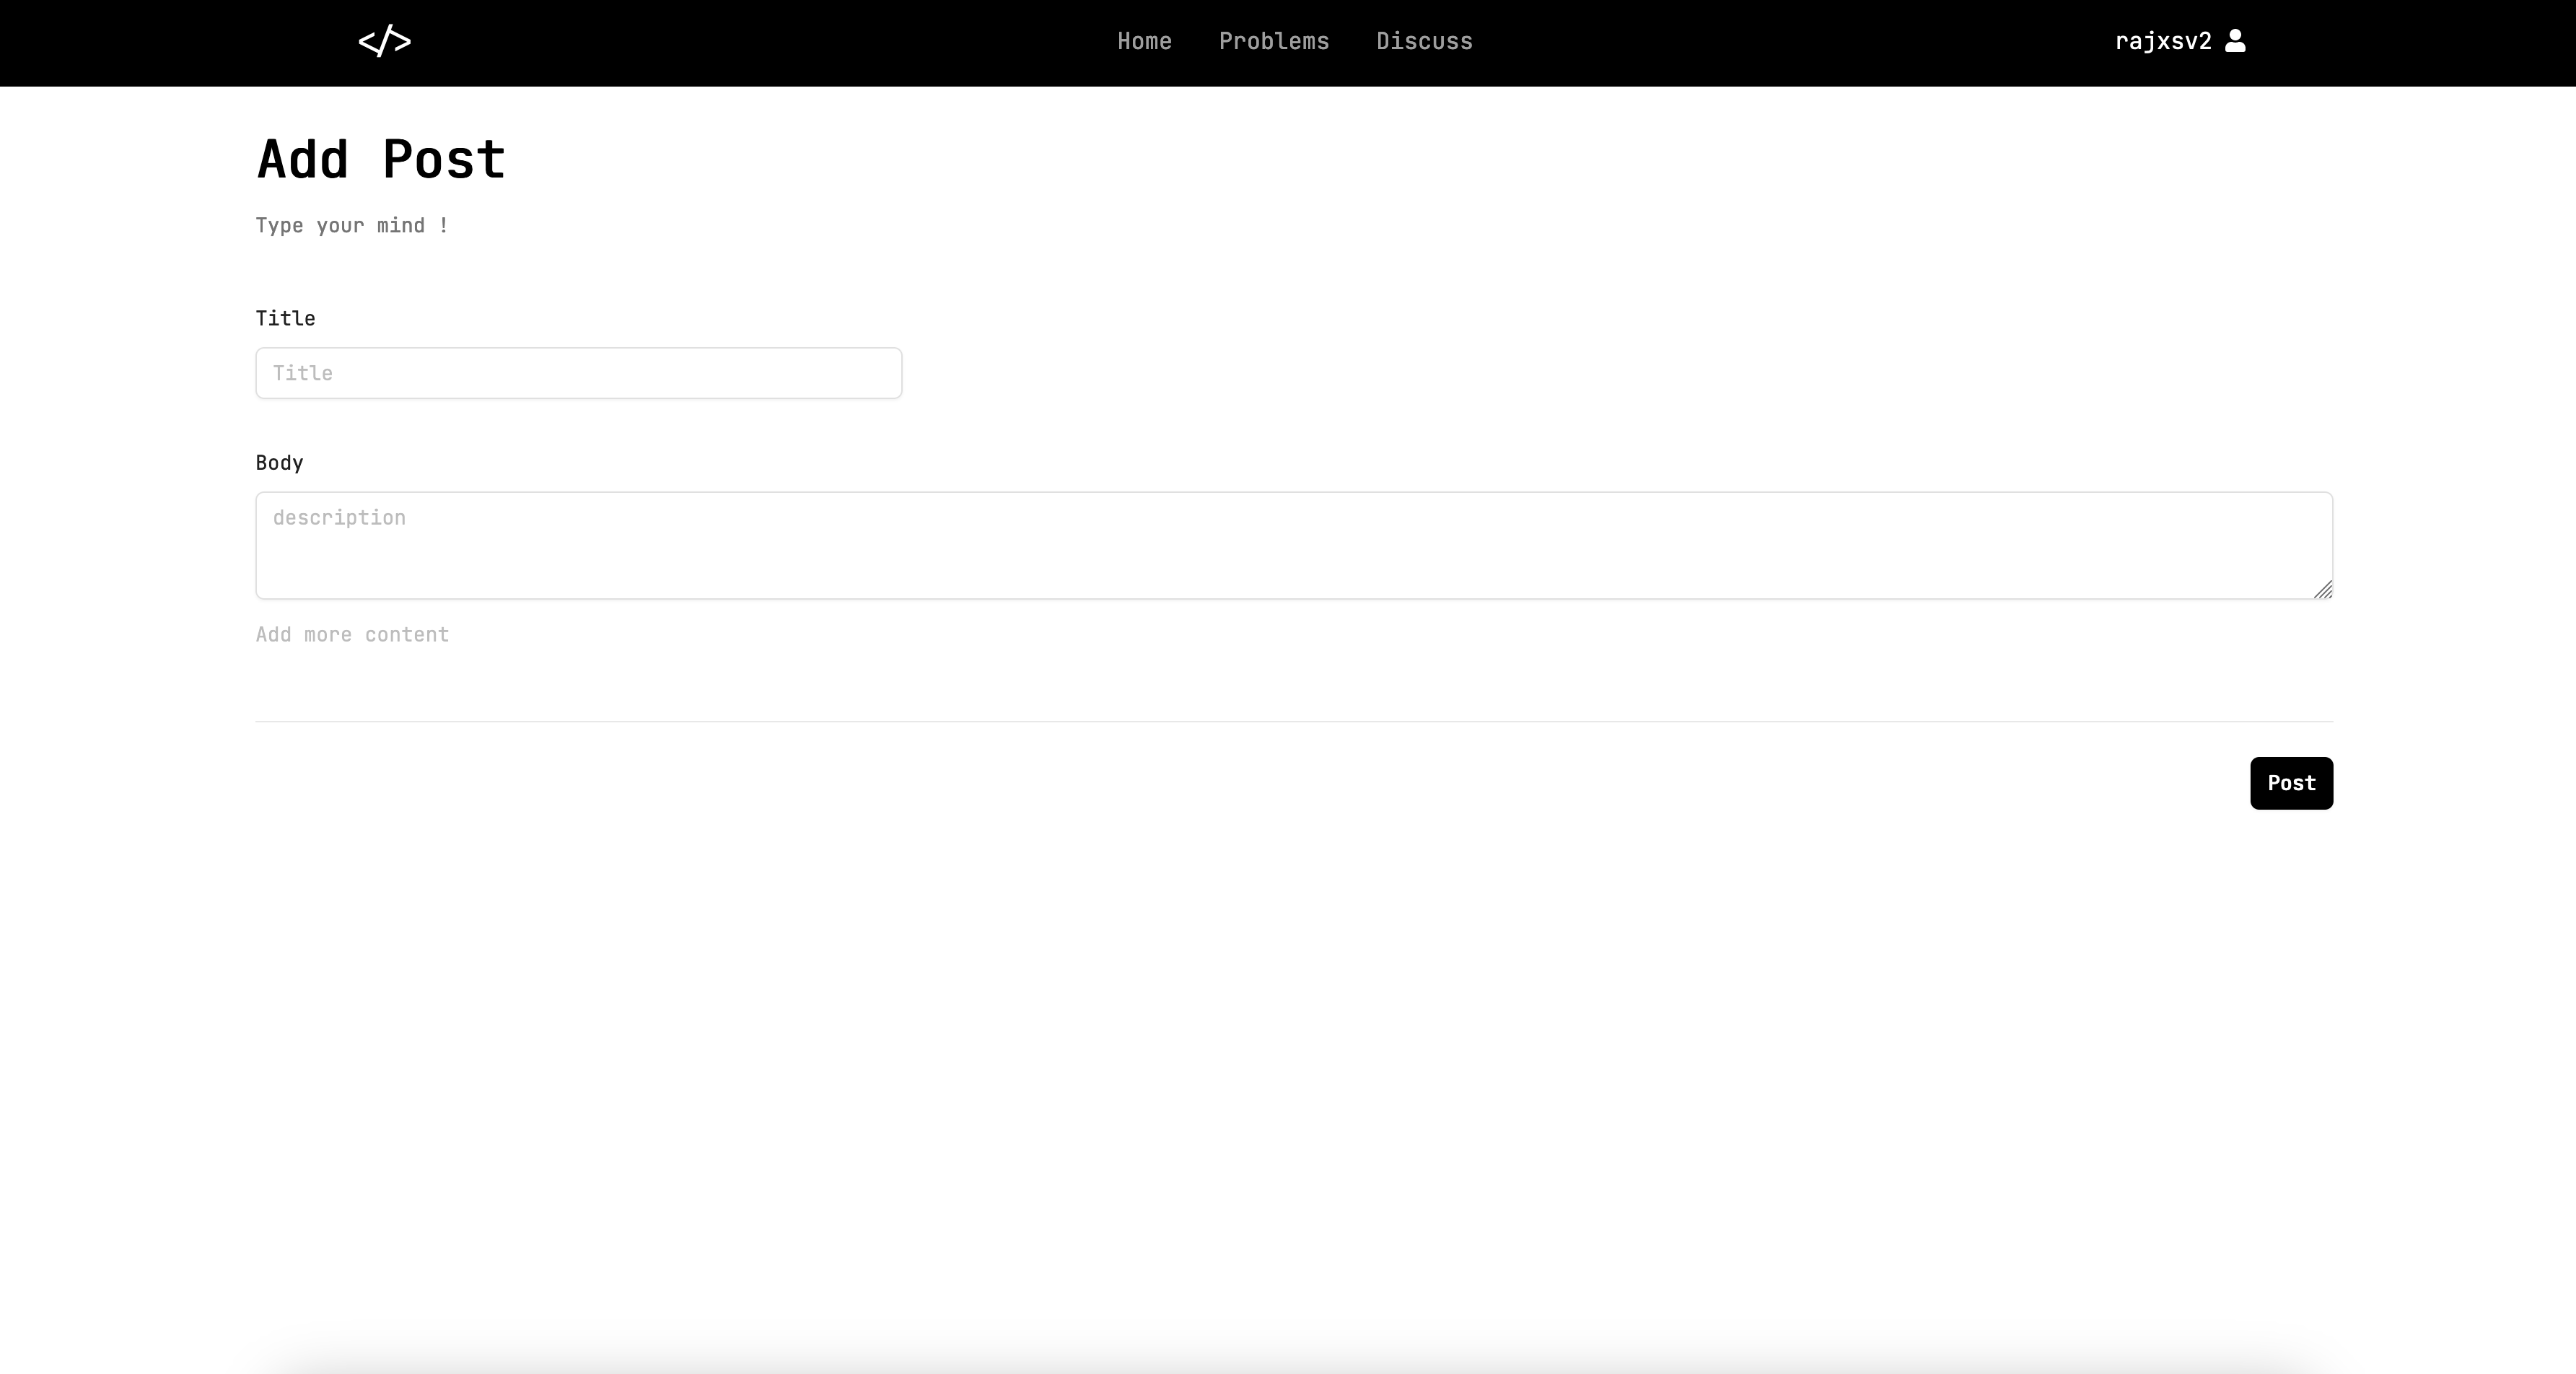 </>
Home Problems Discuss
rajxsv2
Add Post
Type your mind !
Title
Title
Body
description
Add more content
Post